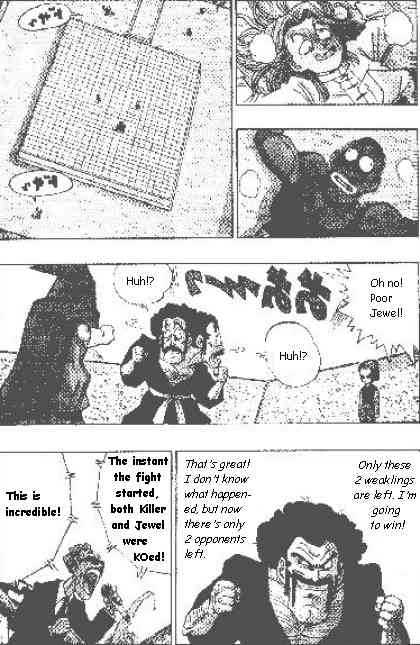 Huh!?
Oh no!
Poor
Jewel!
Huh!?
This is
incredible!
The instant
the fight
started,
both Killer
and Jewel
were
KOed!
That's great!
I don't know
what happen-
ed, but now
there's only
2 opponents
left.
Only these
2 weaklings
are left. I'm
going
to win!